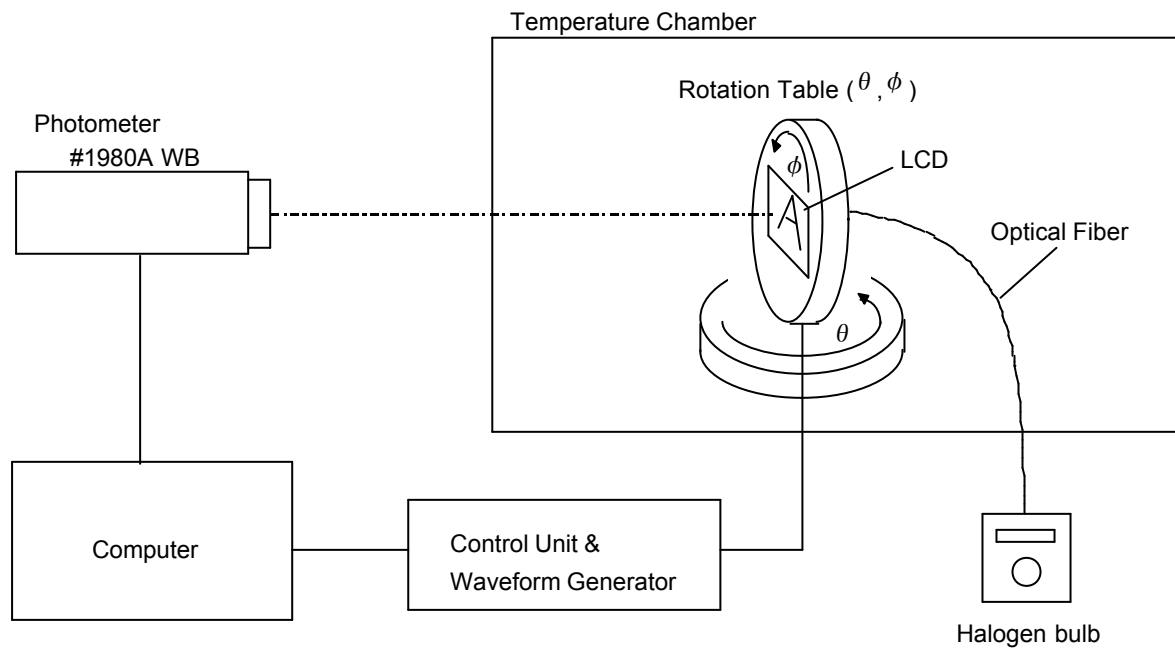 Temperature Chamber
Rotation Table (θ,ϕ)
Photometer
#1980A WB
ϕ
LCD
A
Optical Fiber
θ
Computer
Control Unit &
Waveform Generator
Halogen bulb